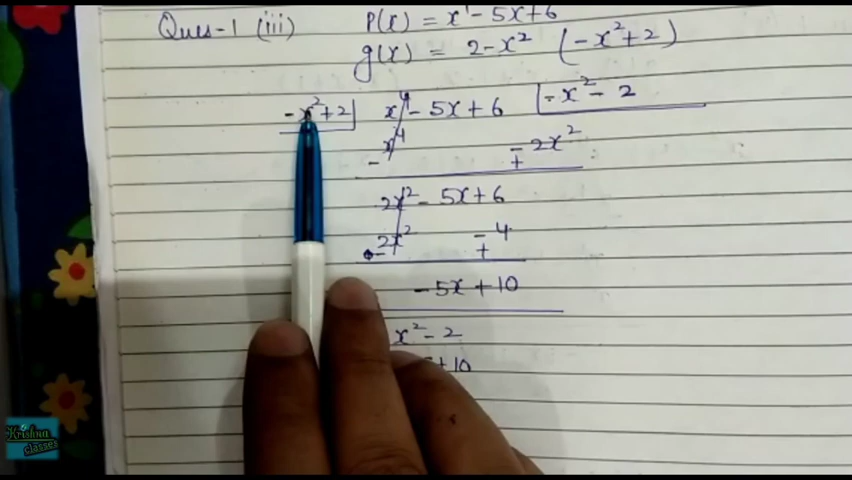 Ques-1 (iii) P(x) = x⁴ - 5x + 6
g(x) = 2 - x² (-x² + 2)
-x² + 2 x⁴ - 5x + 6 -x² - 2
x⁴ - 2x²
- +
2x² - 5x + 6
2x² - 4
- +
-5x + 10
x² - 2
+ 10
Krishna
classes